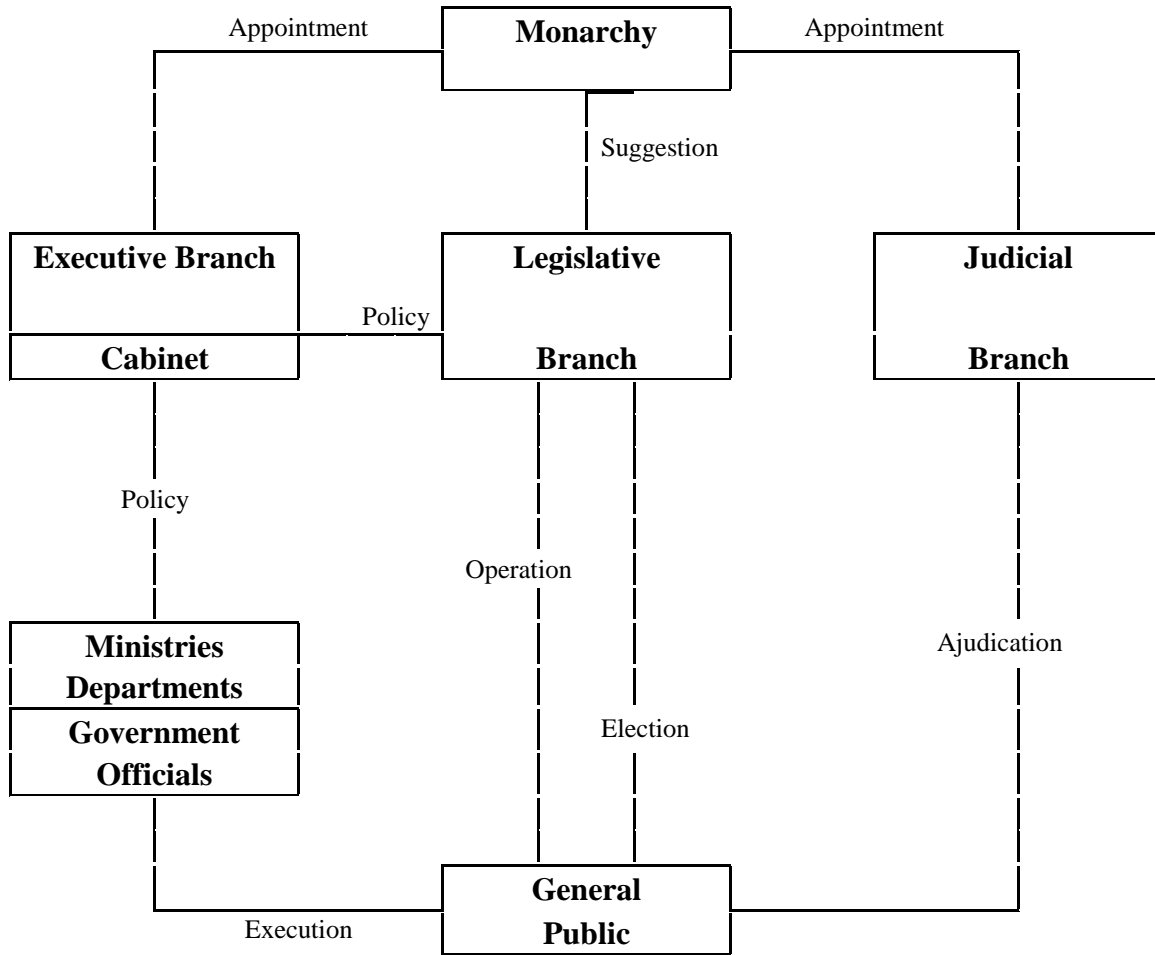 Appointment
Monarchy
Appointment
Suggestion
Executive Branch
Legislative
Judicial
Policy
Cabinet
Branch
Branch
Policy
Operation
Ministries
Departments
Ajudication
Government
Officials
Election
General
Public
Execution